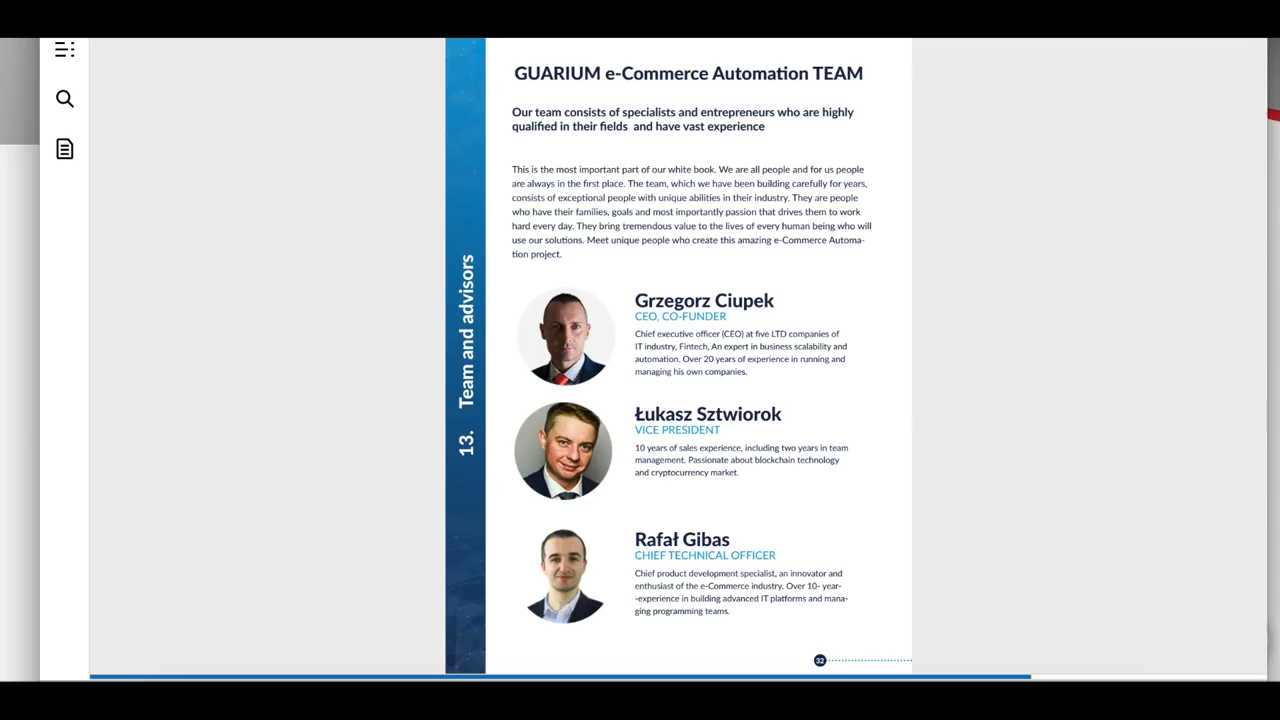 GUARIUM e-Commerce Automation TEAM
Our team consists of specialists and entrepreneurs who are highly
qualified in their fields and have vast experience
This is the most important part of our white book. We are all people and for us people
are always in the first place. The team, which we have been building carefully for years,
consists of exceptional people with unique abilities in their industry. They are people
who have their families, goals and most importantly passion that drives them to work
hard every day. They bring tremendous value to the lives of every human being who will
use our solutions. Meet unique people who create this amazing e-Commerce Automa-
tion project.
13. Team and advisors
Grzegorz Ciupek
CEO, CO-FUNDER
Chief executive officer (CEO) at five LTD companies of
IT industry, Fintech, An expert in business scalability and
automation. Over 20 years of experience in running and
managing his own companies.
Łukasz Sztwiorok
VICE PRESIDENT
10 years of sales experience, including two years in team
management. Passionate about blockchain technology
and cryptocurrency market.
Rafał Gibas
CHIEF TECHNICAL OFFICER
Chief product development specialist, an innovator and
enthusiast of the e-Commerce industry. Over 10- year-
-experience in building advanced IT platforms and mana-
ging programming teams.
32